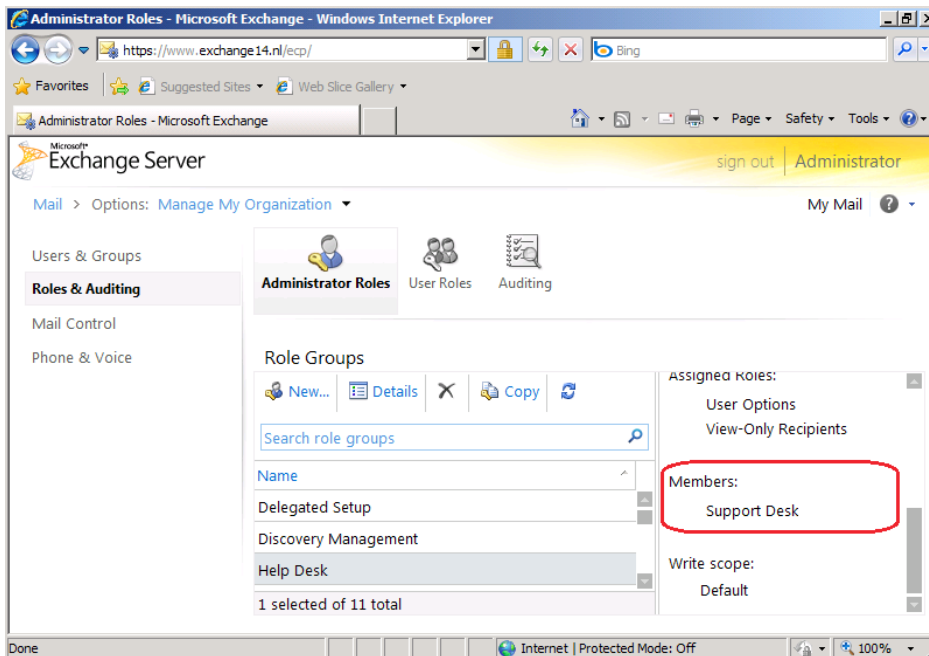 Administrator Roles - Microsoft Exchange - Windows Internet Explorer
https://www.exchange14.nl/ecp/
Bing
Favorites Suggested Sites Web Slice Gallery
Administrator Roles - Microsoft Exchange
Page Safety Tools
Microsoft
Exchange Server
sign out Administrator
Mail > Options: Manage My Organization
My Mail
Users & Groups
Roles & Auditing
Mail Control
Phone & Voice
Administrator Roles User Roles Auditing
Role Groups
New... Details Copy
Search role groups
Name
Delegated Setup
Discovery Management
Help Desk
1 selected of 11 total
Assigned Roles:
User Options
View-Only Recipients
Members:
Support Desk
Write scope:
Default
Done
Internet | Protected Mode: Off
100%